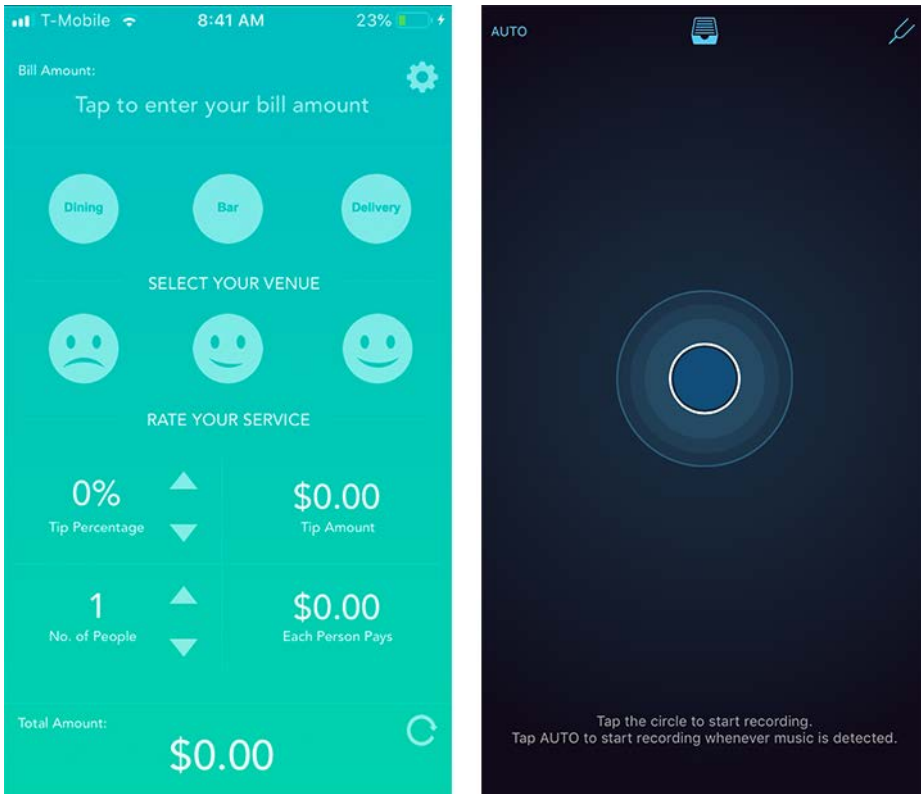 T-Mobile 8:41 AM 23%
Bill Amount:
Tap to enter your bill amount
Dining Bar Delivery
SELECT YOUR VENUE
RATE YOUR SERVICE
0% $0.00
Tip Percentage Tip Amount
1 $0.00
No. of People Each Person Pays
Total Amount:
$0.00
AUTO
Tap the circle to start recording.
Tap AUTO to start recording whenever music is detected.